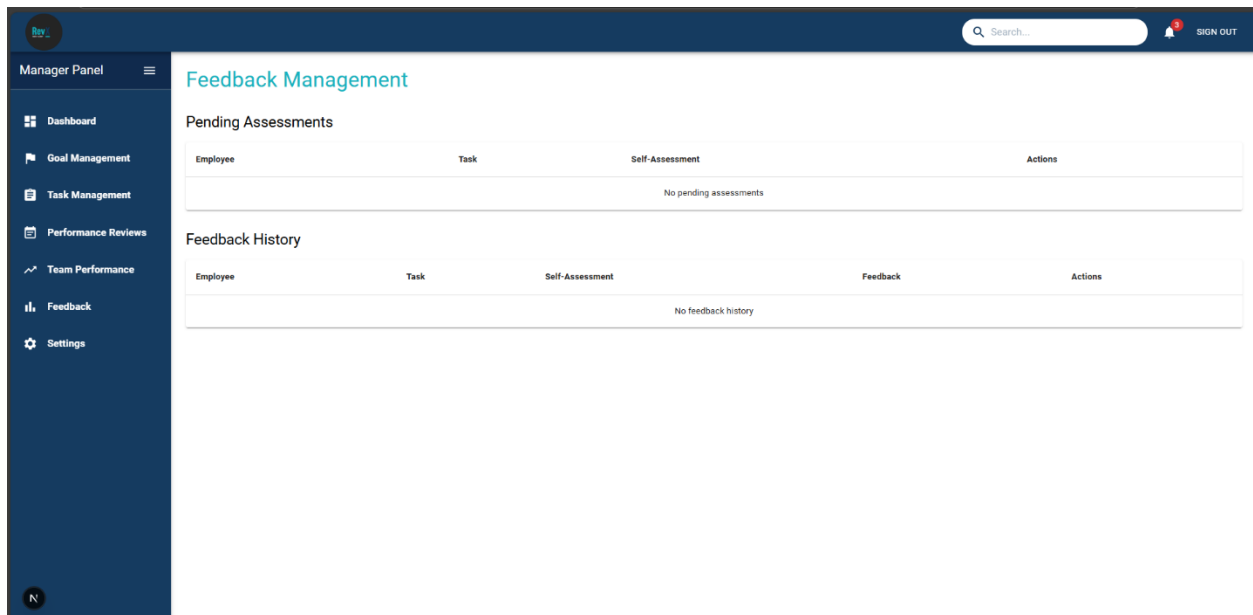 Rev
Search...
3
SIGN OUT
Manager Panel
Dashboard
Goal Management
Task Management
Performance Reviews
Team Performance
Feedback
Settings
N
Feedback Management
Pending Assessments
Employee Task Self-Assessment Actions
No pending assessments
Feedback History
Employee Task Self-Assessment Feedback Actions
No feedback history